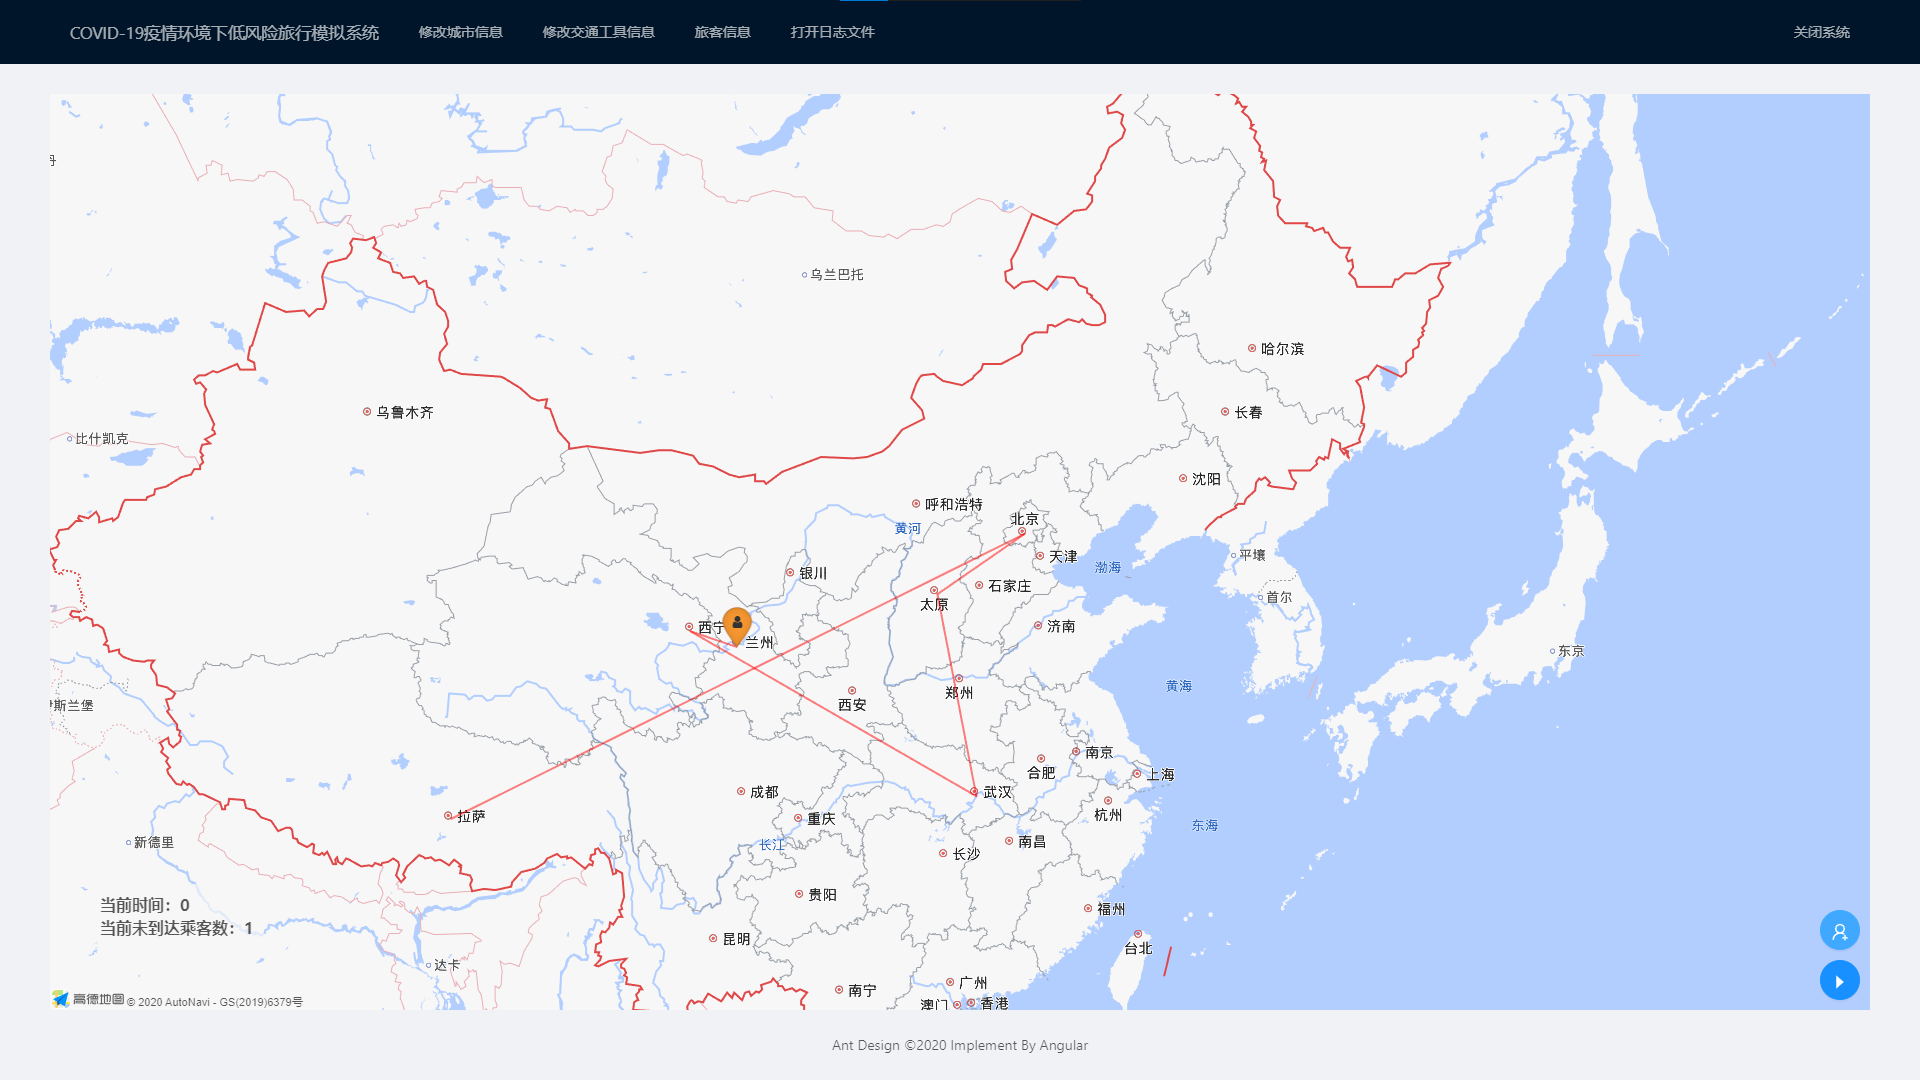 COVID-19疫情环境下低风险旅行模拟系统
修改城市信息
修改交通工具信息
旅客信息
打开日志文件
关闭系统
丹
乌兰巴托
哈尔滨
乌鲁木齐
长春
比什凯克
沈阳
呼和浩特
北京
黄河
天津
平壤
渤海
银川
石家庄
首尔
太原
西宁
济南
兰州
东京
黄海
西安
郑州
斯兰堡
南京
合肥
上海
成都
武汉
拉萨
重庆
杭州
东海
新德里
长江
南昌
长沙
贵阳
当前时间：0
福州
当前未到达乘客数：1
昆明
台北
达卡
广州
南宁
高德地图 © 2020 AutoNavi - GS(2019)6379号
澳门
香港
Ant Design ©2020 Implement By Angular